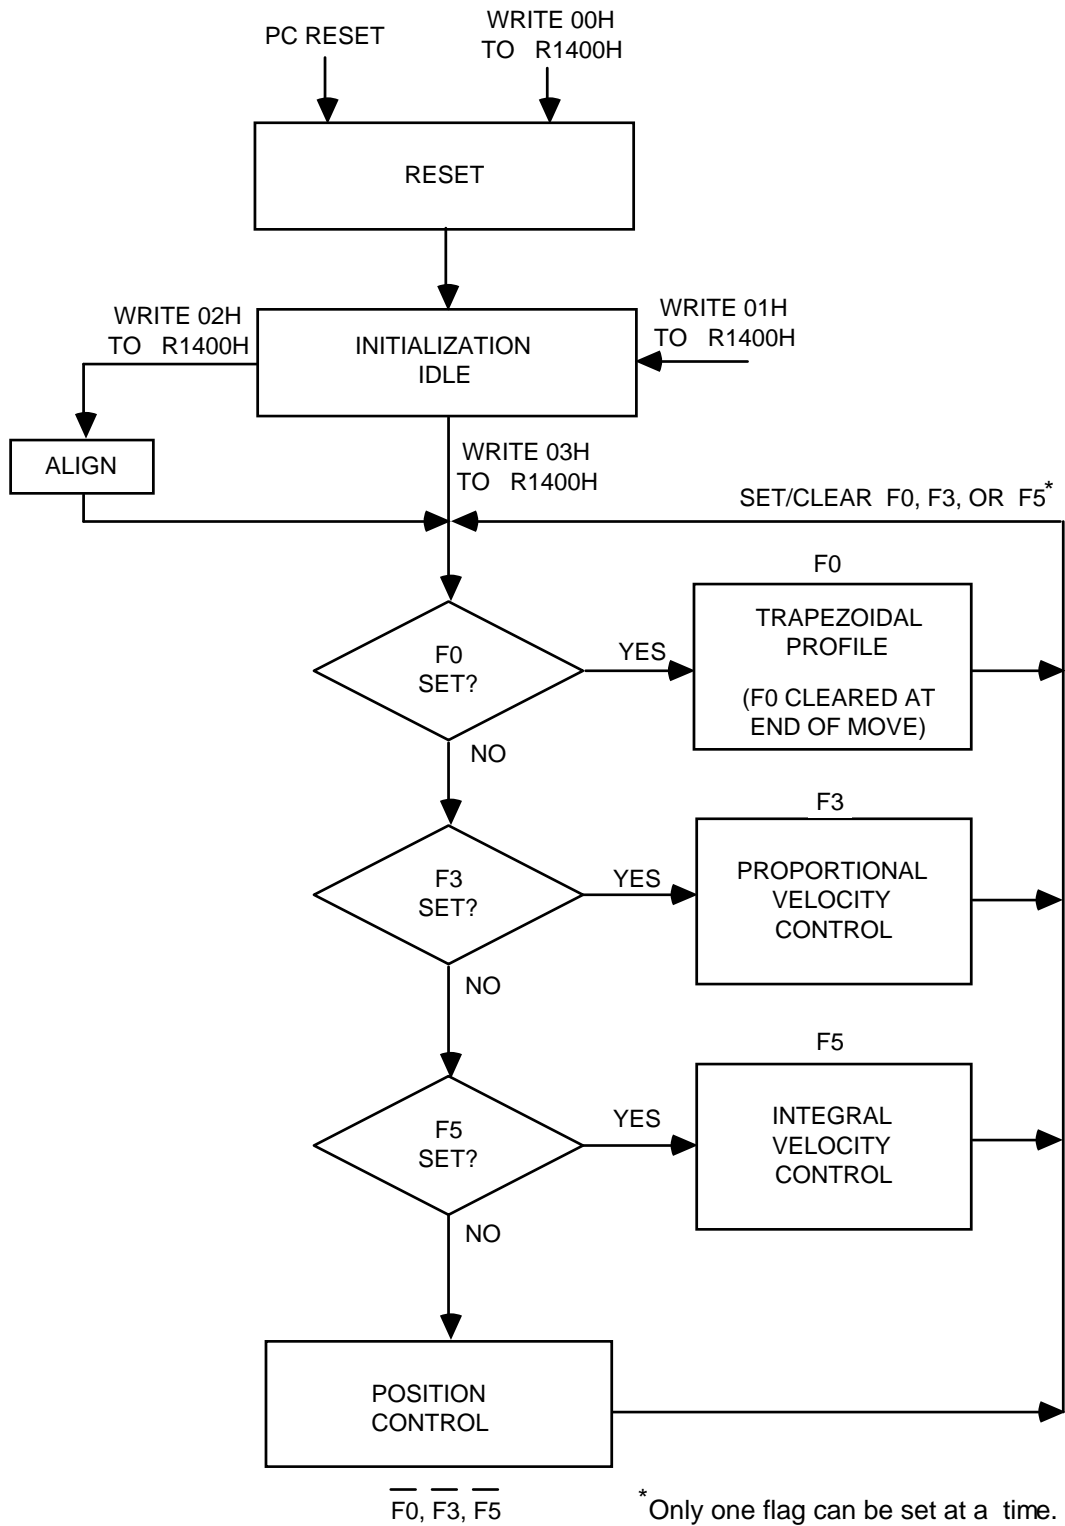 PC RESET
WRITE 00H
TO R1400H
RESET
WRITE 02H
TO R1400H
INITIALIZATION
IDLE
WRITE 01H
TO R1400H
ALIGN
WRITE 03H
TO R1400H
SET/CLEAR F0, F3, OR F5*
F0
SET?
YES
NO
F0
TRAPEZOIDAL
PROFILE
(F0 CLEARED AT
END OF MOVE)
F3
SET?
YES
NO
F3
PROPORTIONAL
VELOCITY
CONTROL
F5
SET?
YES
NO
F5
INTEGRAL
VELOCITY
CONTROL
POSITION
CONTROL
F̅0̅, F̅3̅, F̅5̅
*Only one flag can be set at a time.